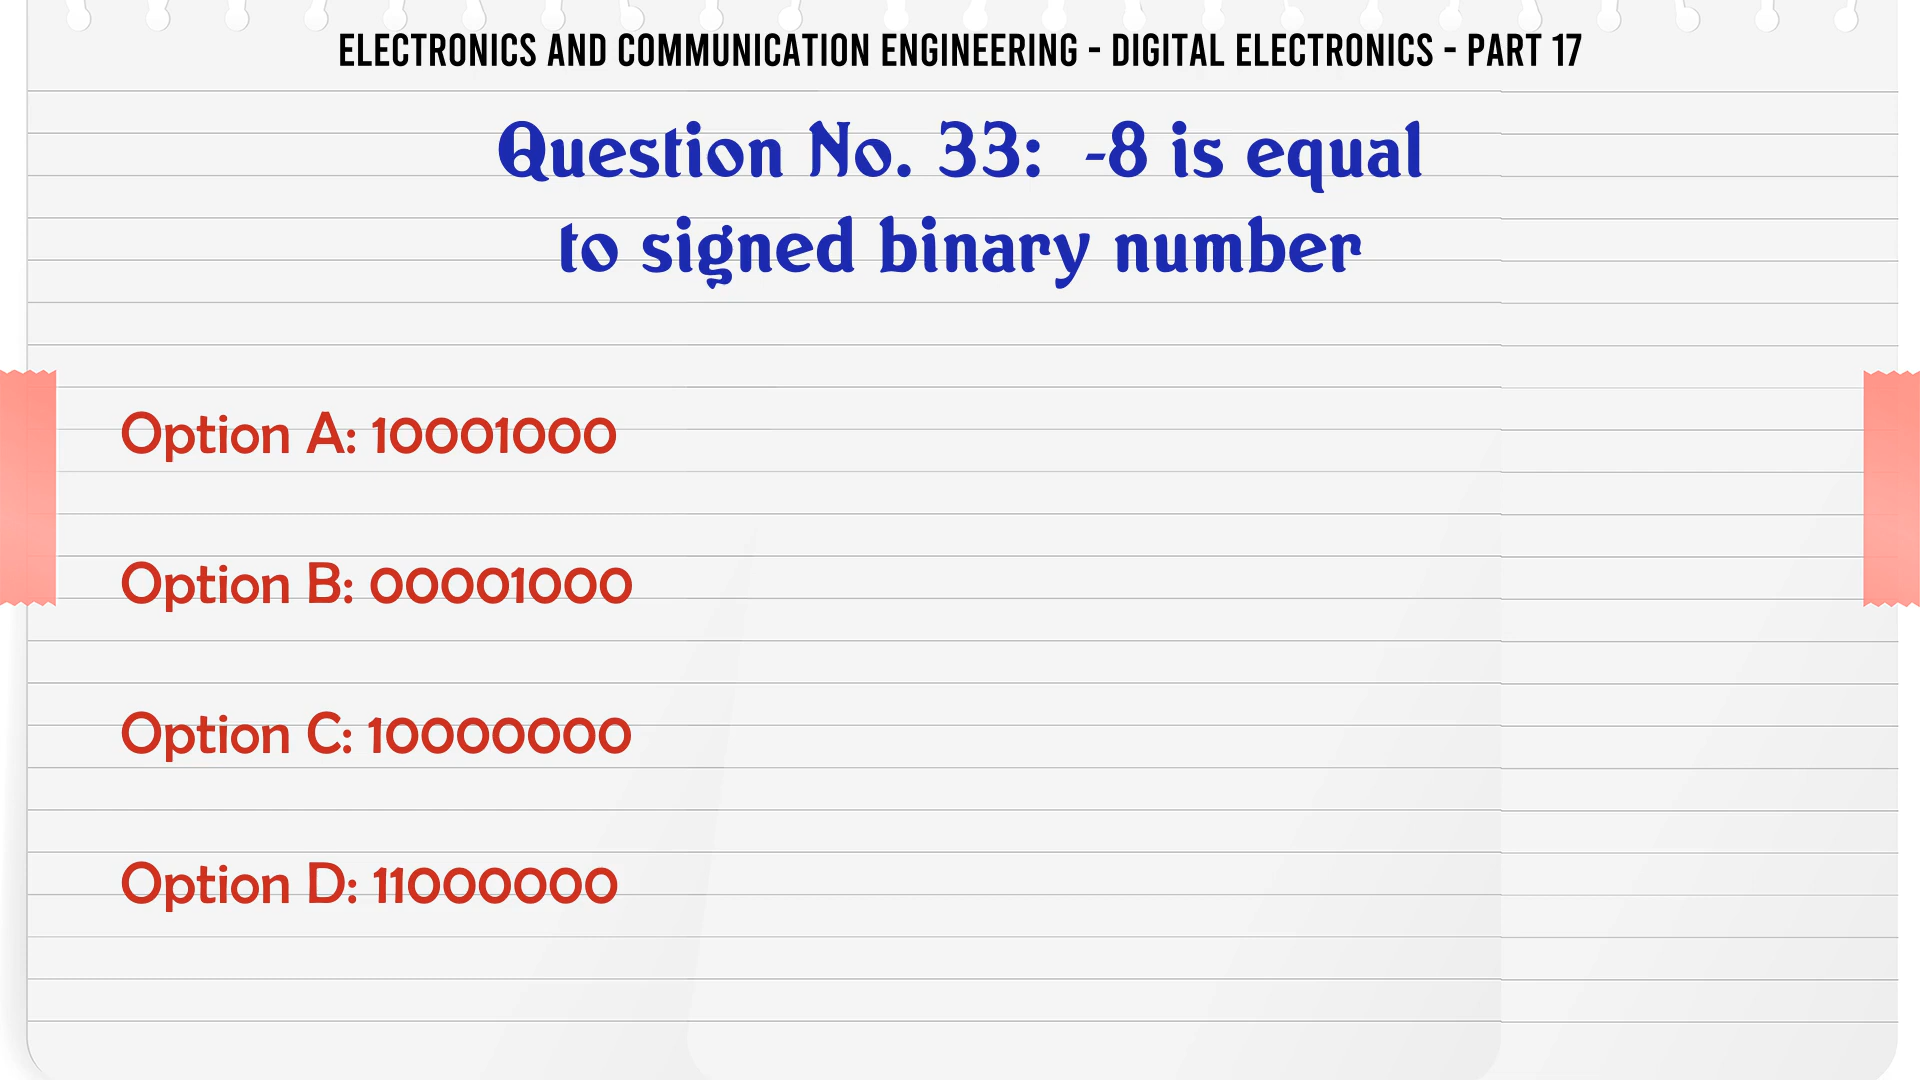 ELECTRONICS AND COMMUNICATION ENGINEERING - DIGITAL ELECTRONICS - PART 17
Question No. 33: -8 is equal
to signed binary number
Option A: 10001000
Option B: 00001000
Option C: 10000000
Option D: 11000000